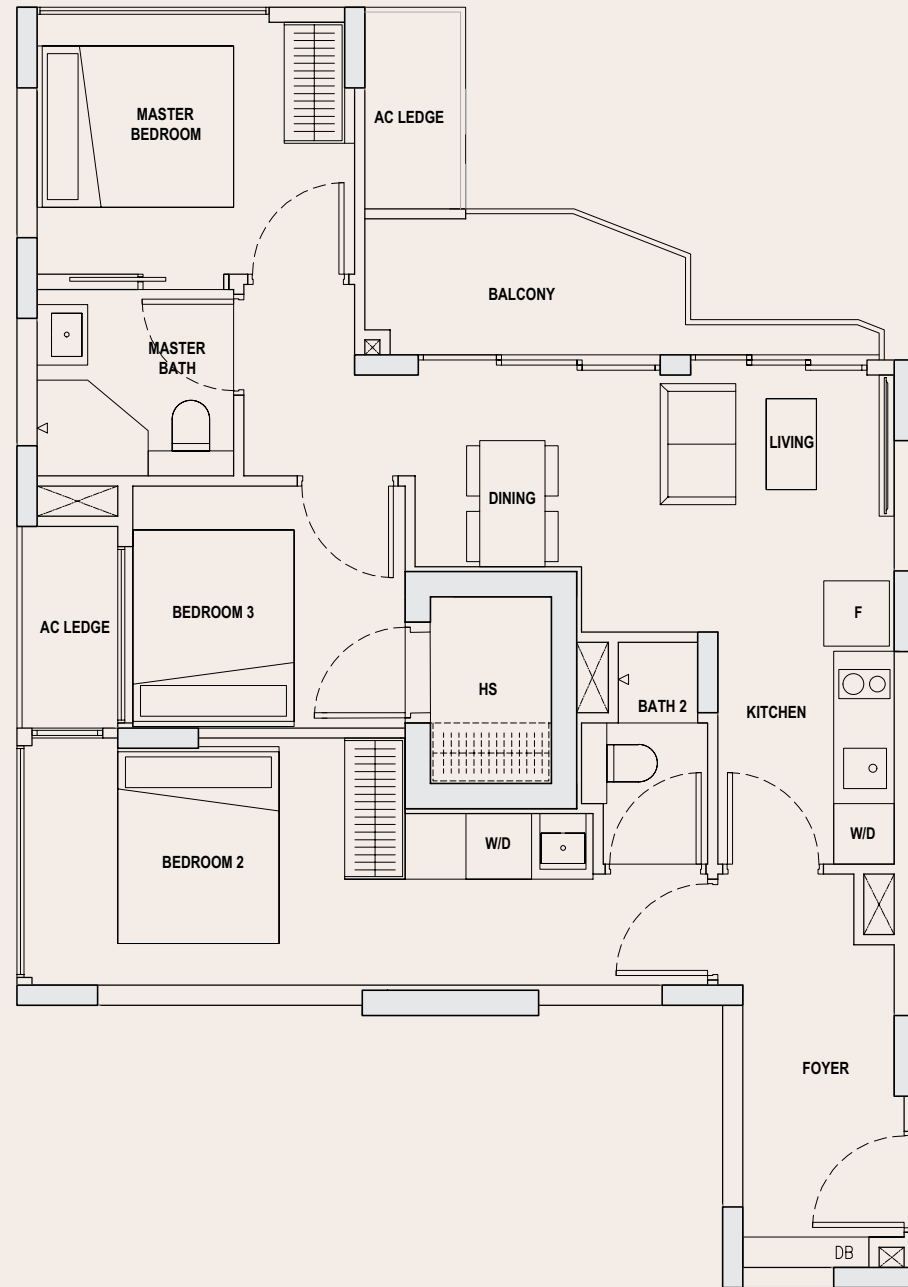 MASTER
BEDROOM
AC LEDGE
BALCONY
MASTER
BATH
LIVING
DINING
BEDROOM 3
F
AC LEDGE
HS
BATH 2
KITCHEN
W/D
W/D
BEDROOM 2
FOYER
DB